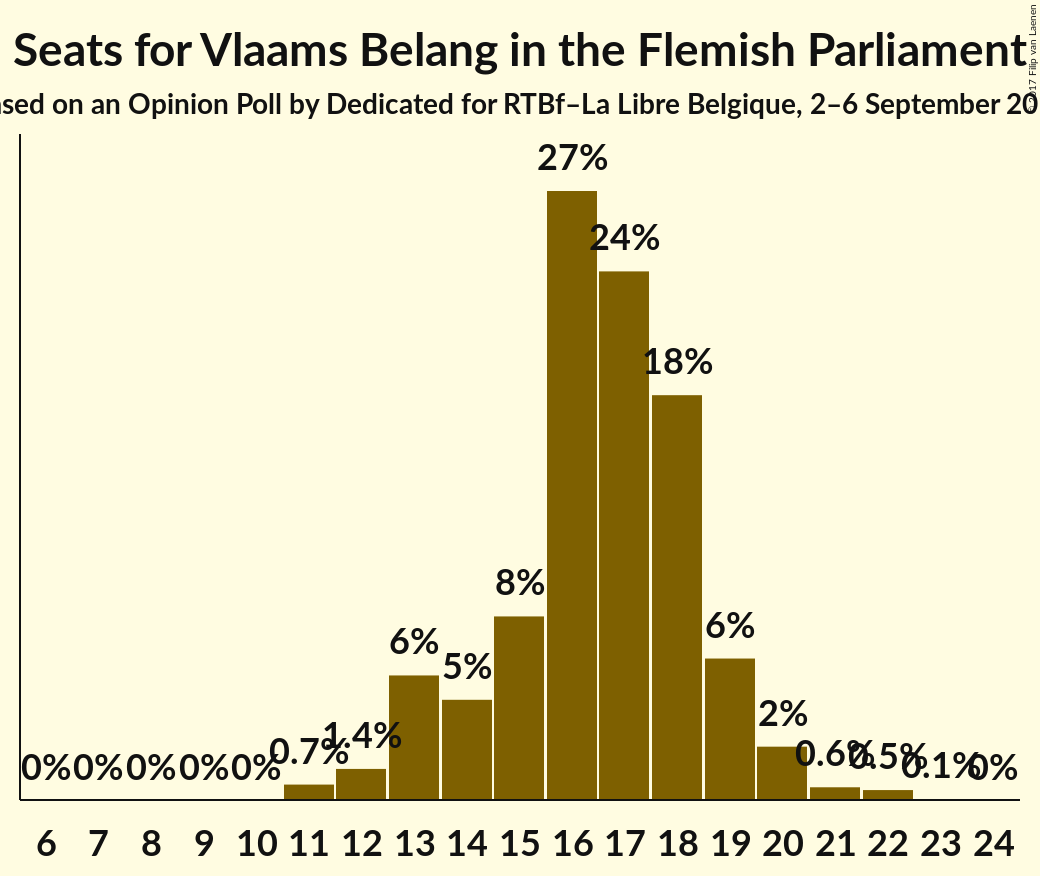 Seats for Vlaams Belang in the Flemish Parliament
on an Opinion Poll by Dedicated for RTBf–La Libre Belgique, 2–6 September
2017 Filip van Laenen
27%
24%
18%
8%
6%
6%
5%
2%
1.4%
0.7%
0.6%
0.5%
0.1%
0% 0% 0% 0% 0% 0%
6 7 8 9 10 11 12 13 14 15 16 17 18 19 20 21 22 23 24